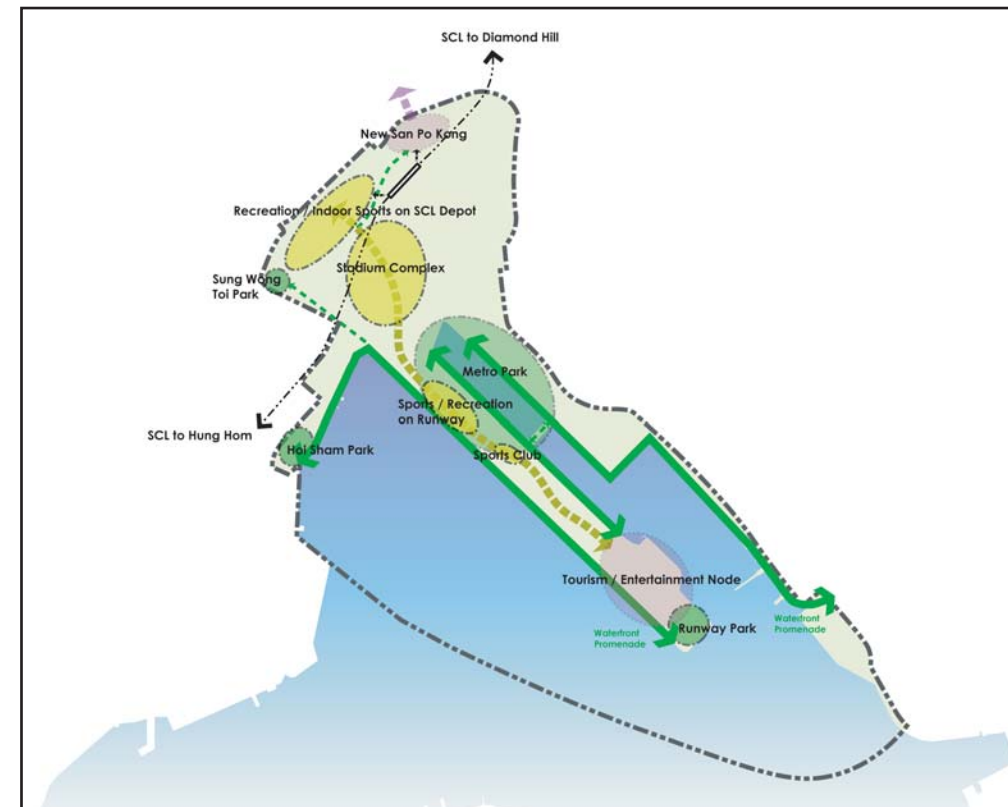 SCL to Diamond Hill
New San Po Kong
Recreation / Indoor Sports on SCL Depot
Stadium Complex
Sung Wong
Toi Park
Metro Park
Sports / Recreation
on Runway
SCL to Hung Hom
Hoi Sham Park
Sports Club
Tourism / Entertainment Node
Runway Park
Waterfront
Promenade
Waterfront
Promenade